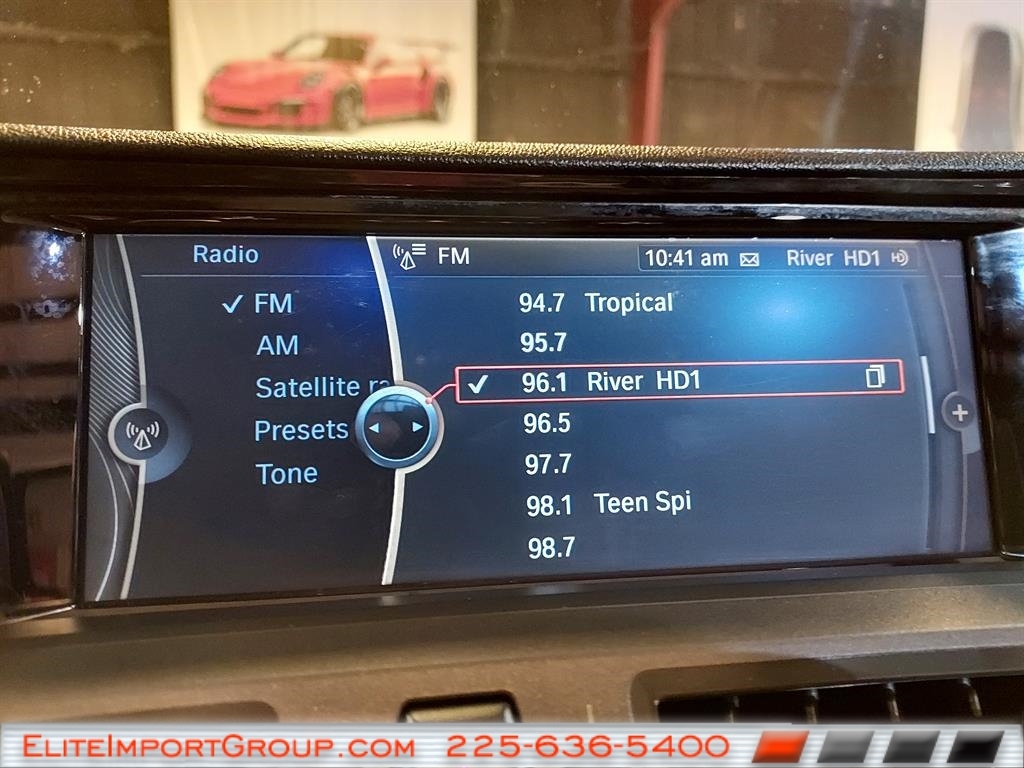 Radio
FM
10:41 am
River HD1 HD
FM
AM
Satellite ra
Presets
Tone
94.7 Tropical
95.7
96.1 River HD1
96.5
97.7
98.1 Teen Spi
98.7
+
EliteImportGroup.com 225-636-5400